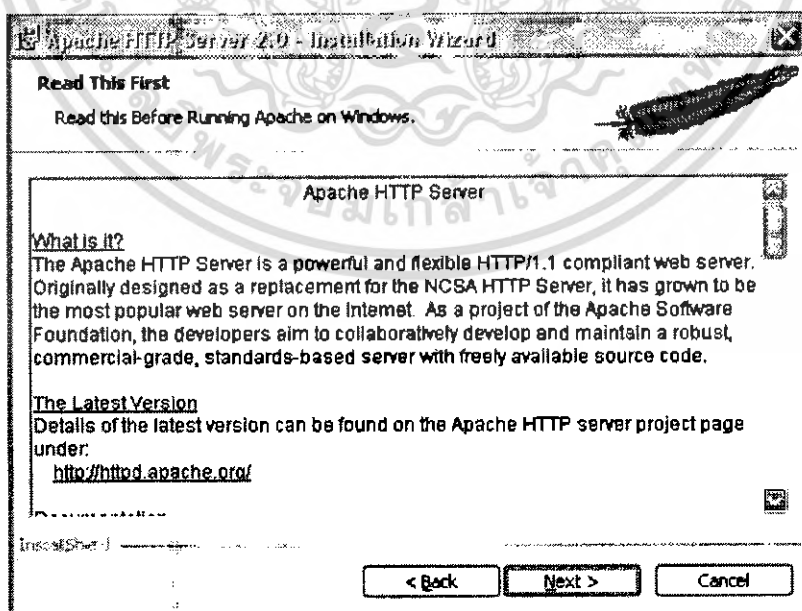 Apache HTTP Server 2.0 - Installation Wizard
Read This First
Read this Before Running Apache on Windows.
Apache HTTP Server
What is it?
The Apache HTTP Server is a powerful and flexible HTTP/1.1 compliant web server.
Originally designed as a replacement for the NCSA HTTP Server, it has grown to be
the most popular web server on the Internet. As a project of the Apache Software
Foundation, the developers aim to collaboratively develop and maintain a robust,
commercial-grade, standards-based server with freely available source code.
The Latest Version
Details of the latest version can be found on the Apache HTTP server project page
under:
http://httpd.apache.org/
InstallShield
< Back
Next >
Cancel